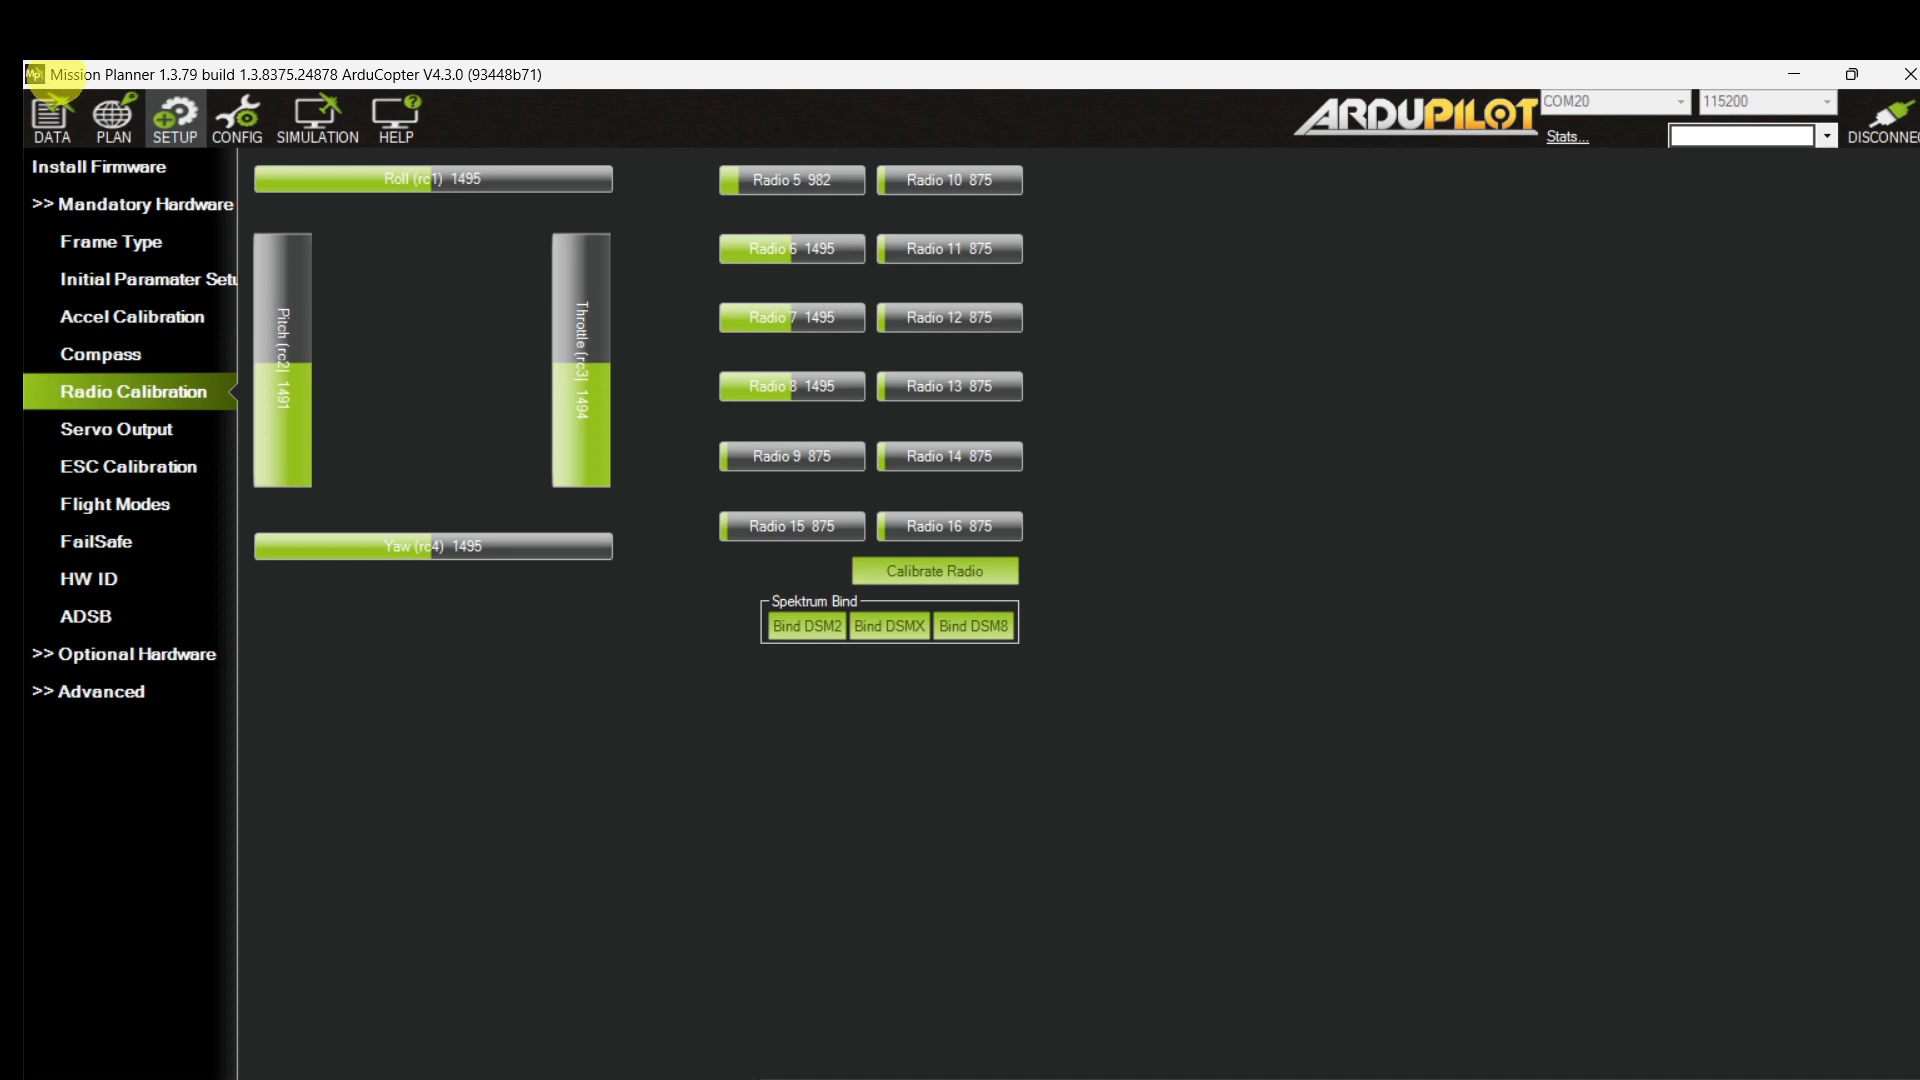 Mission Planner 1.3.79 build 1.3.8375.24878 ArduCopter V4.3.0 (93448b71)
DATA PLAN SETUP CONFIG SIMULATION HELP
ARDUPILOT
COM20 115200
Stats...
DISCONNEC
Install Firmware
>> Mandatory Hardware
Frame Type
Initial Paramater Setu
Accel Calibration
Compass
Radio Calibration
Servo Output
ESC Calibration
Flight Modes
FailSafe
HW ID
ADSB
>> Optional Hardware
>> Advanced
Roll (rc1) 1495
Pitch (rc2) 1491
Throttle (rc3) 1494
Yaw (rc4) 1495
Radio 5 982 Radio 10 875
Radio 6 1495 Radio 11 875
Radio 7 1495 Radio 12 875
Radio 8 1495 Radio 13 875
Radio 9 875 Radio 14 875
Radio 15 875 Radio 16 875
Calibrate Radio
Spektrum Bind
Bind DSM2 Bind DSMX Bind DSM8